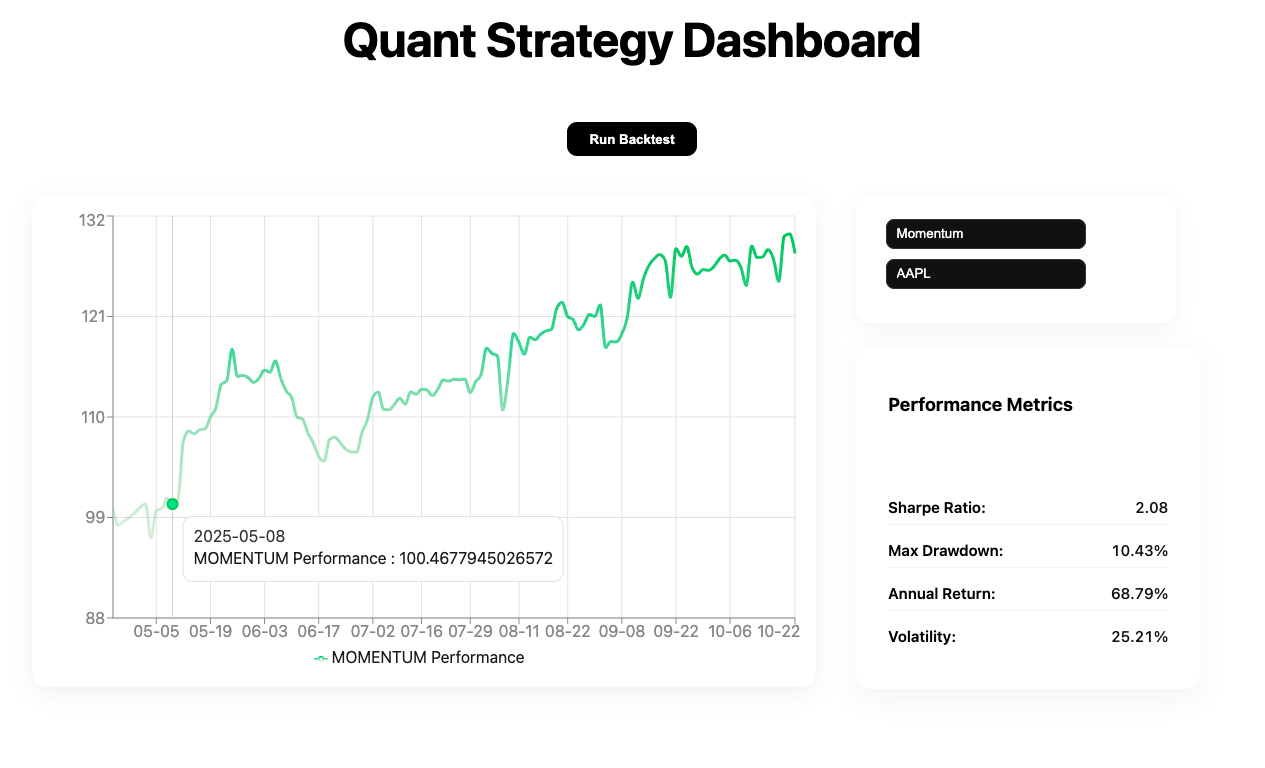 Quant Strategy Dashboard
Run Backtest
132
121
110
99
88
2025-05-08
MOMENTUM Performance : 100.4677945026572
05-05 05-19 06-03 06-17 07-02 07-16 07-29 08-11 08-22 09-08 09-22 10-06 10-22
MOMENTUM Performance
Momentum
AAPL
Performance Metrics
Sharpe Ratio: 2.08
Max Drawdown: 10.43%
Annual Return: 68.79%
Volatility: 25.21%